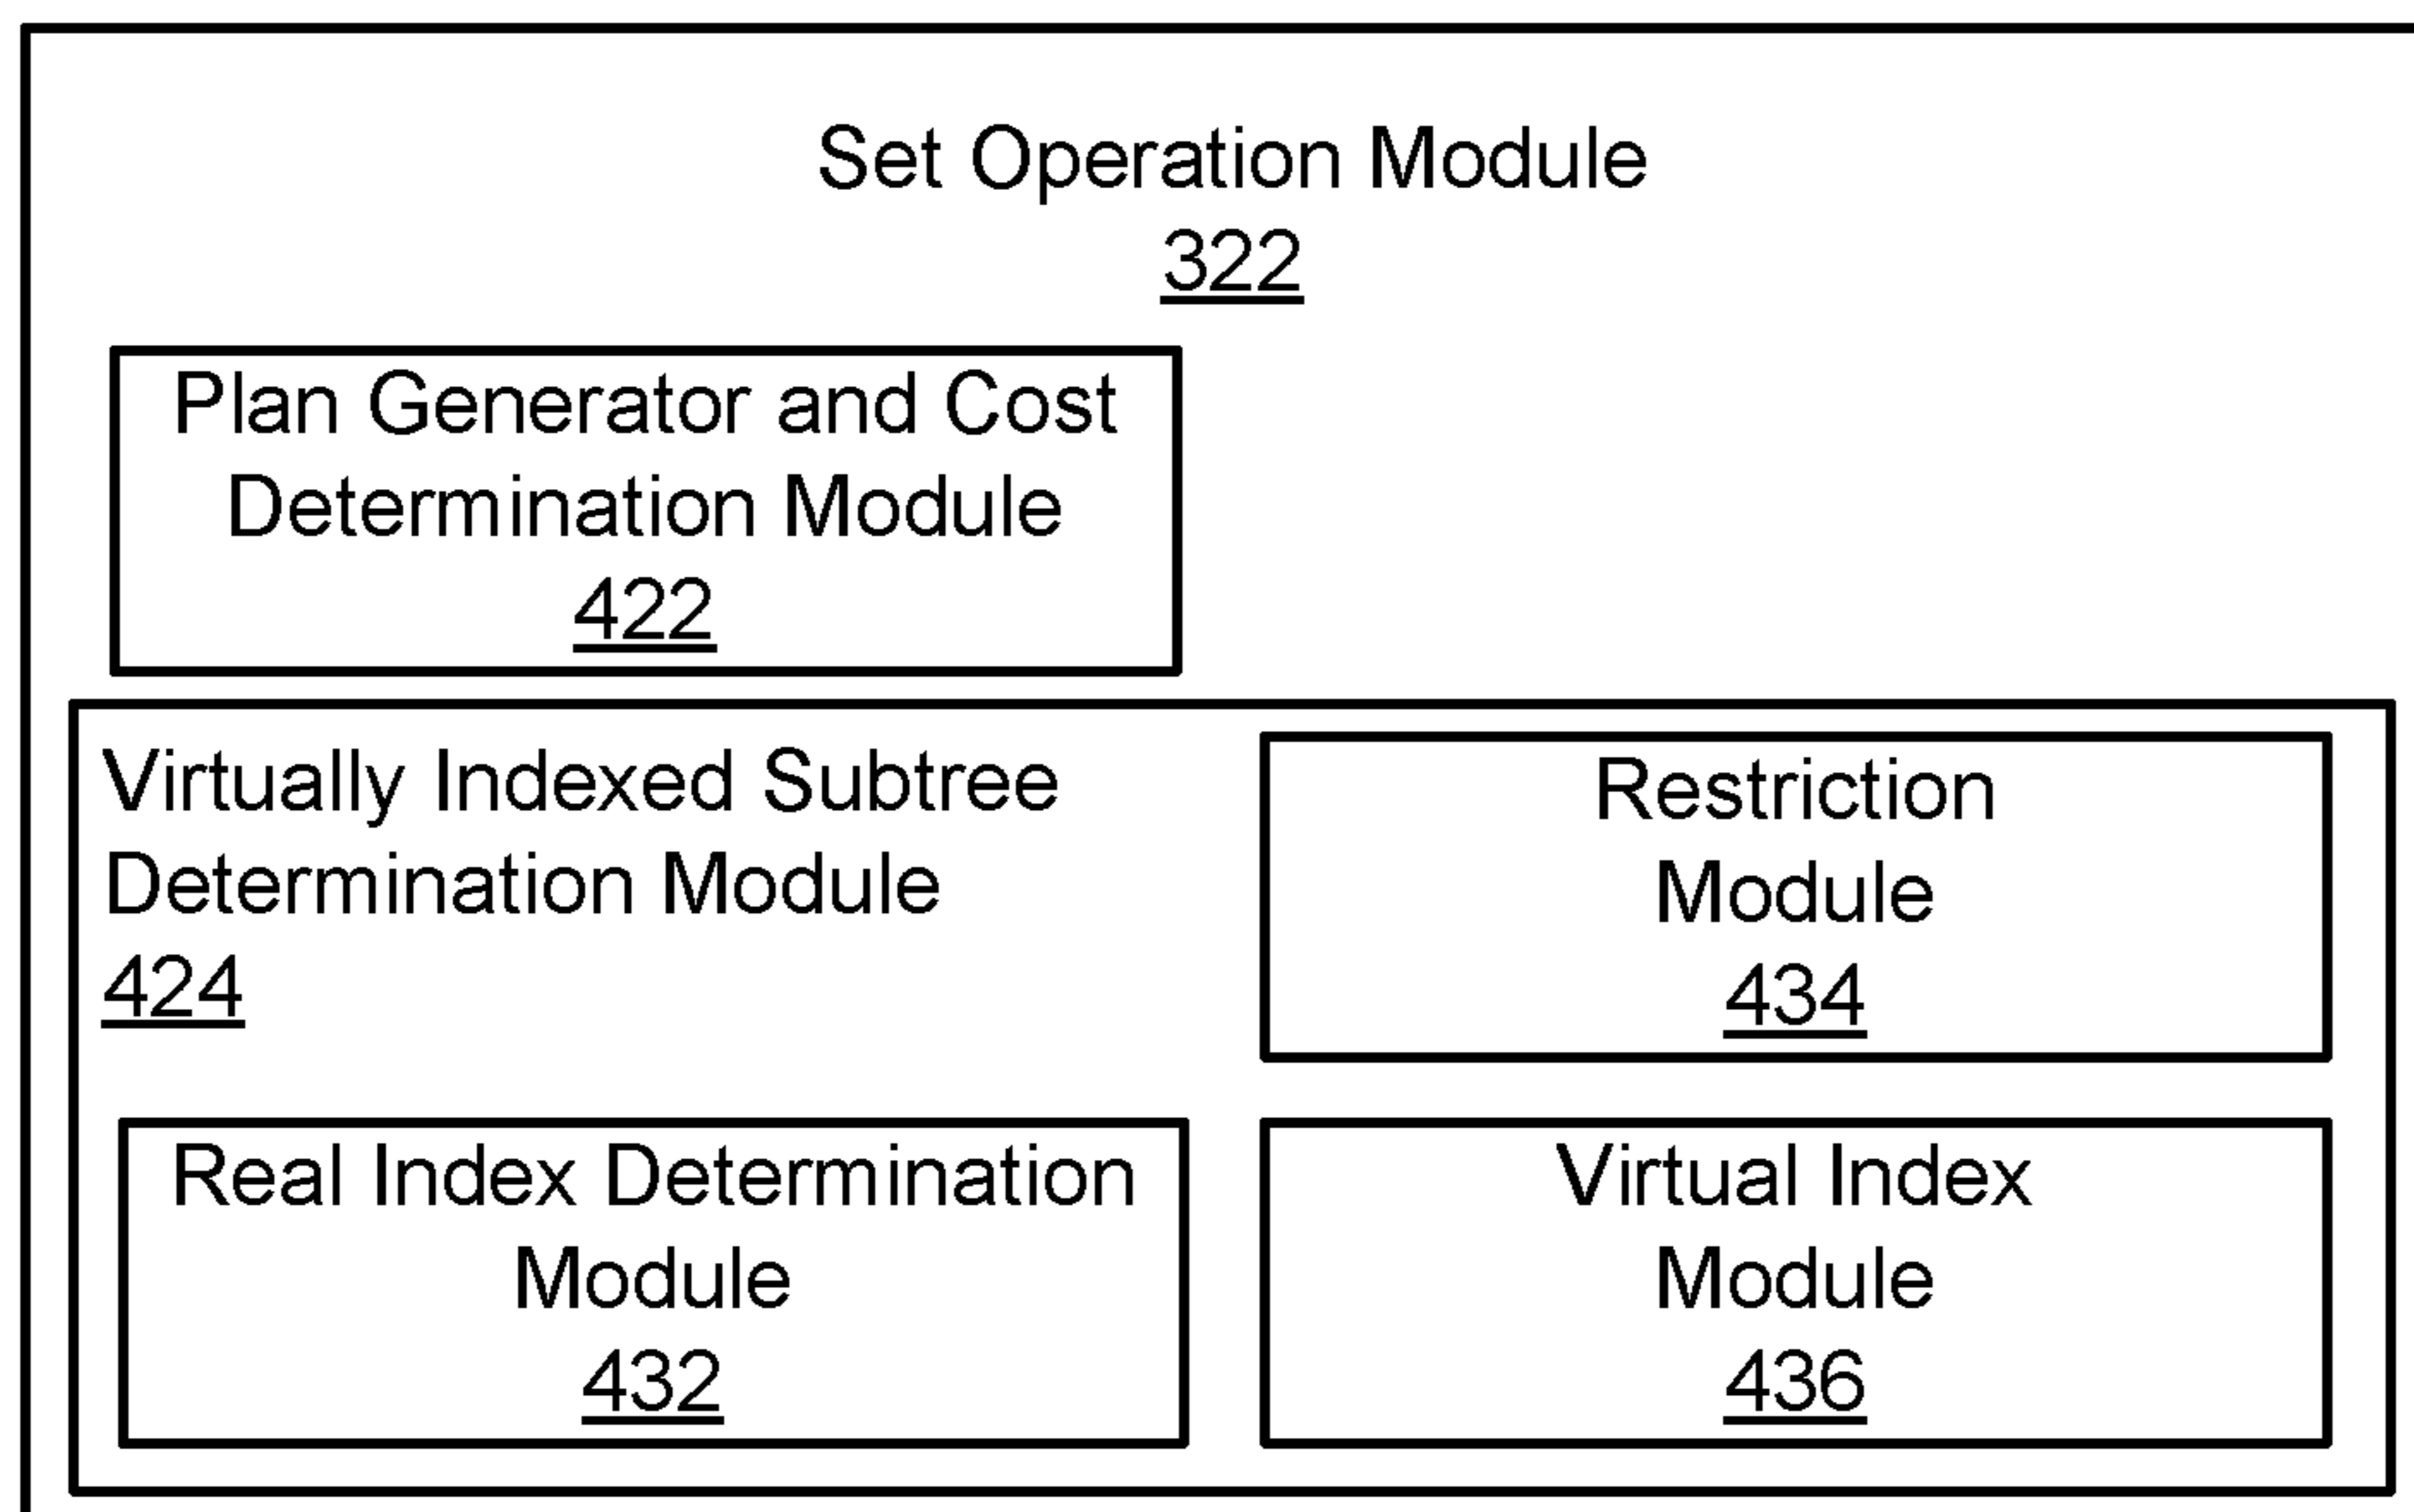 Set Operation Module
322
Plan Generator and Cost
Determination Module
422
Virtually Indexed Subtree
Determination Module
424
Restriction
Module
434
Real Index Determination
Module
432
Virtual Index
Module
436